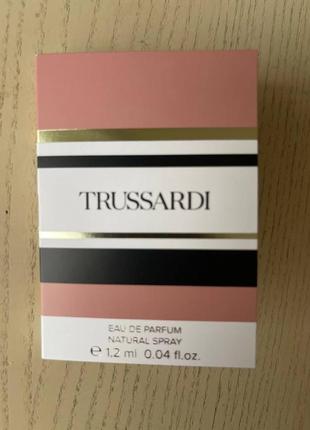 TRUSSARDI
EAU DE PARFUM
NATURAL SPRAY
℮ 1.2 ml 0.04 fl.oz.